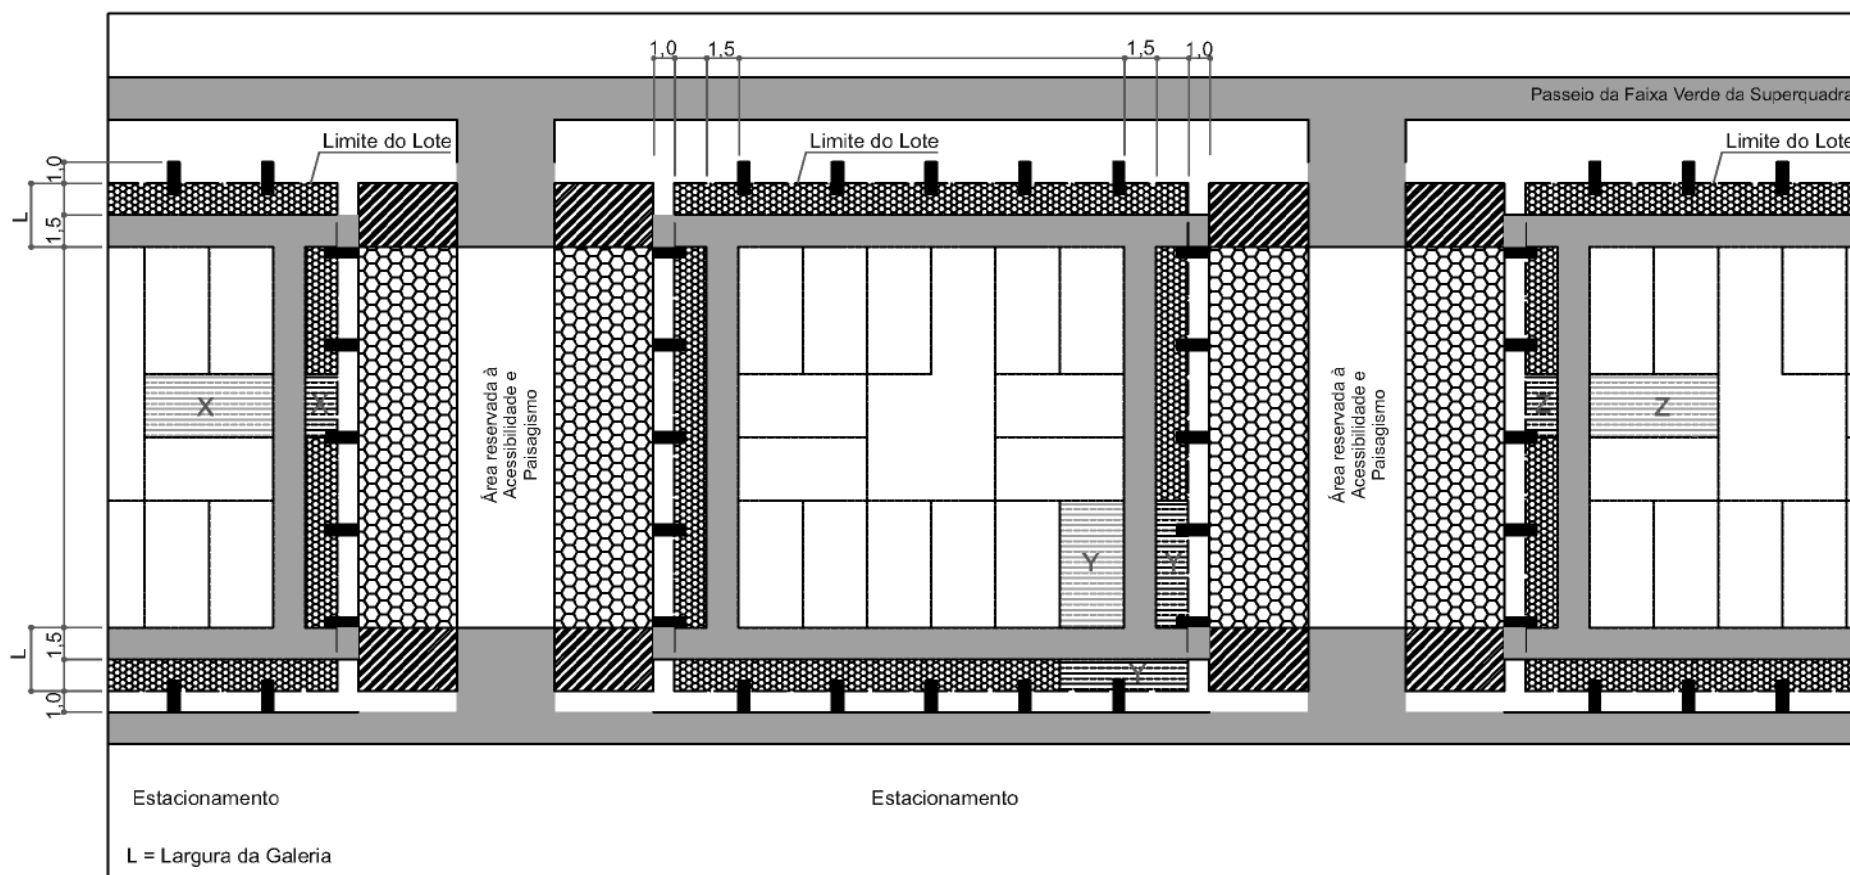 1,0
1,5
1,5
1,0
Passeio da Faixa Verde da Superquadra
Limite do Lote
Limite do Lote
Limite do Lote
1,0
L
1,5
Área reservada à
Acessibilidade e
Paisagismo
Área reservada à
Acessibilidade e
Paisagismo
X
X
Z
Z
Y
Y
Y
L
1,5
1,0
Estacionamento
Estacionamento
L = Largura da Galeria